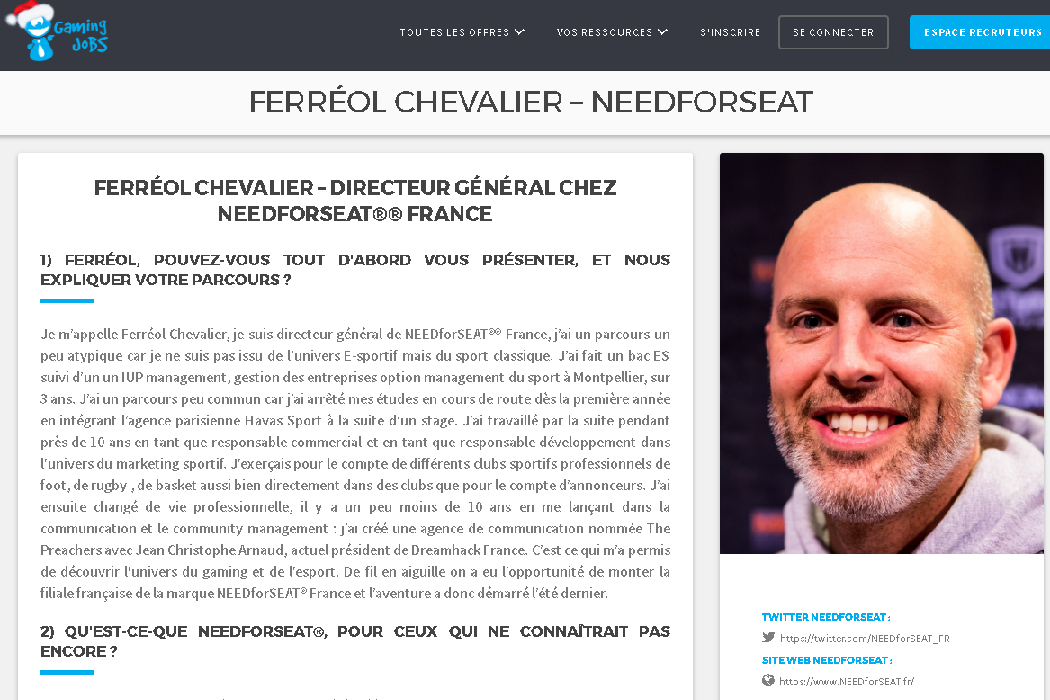 Gaming
JOBS
TOUTES LES OFFRES
VOS RESSOURCES
S'INSCRIRE
SE CONNECTER
ESPACE RECRUTEURS
FERRÉOL CHEVALIER – NEEDFORSEAT
FERRÉOL CHEVALIER – DIRECTEUR GÉNÉRAL CHEZ
NEEDFORSEAT®® FRANCE
1) FERRÉOL, POUVEZ-VOUS TOUT D'ABORD VOUS PRÉSENTER, ET NOUS
EXPLIQUER VOTRE PARCOURS ?
Je m'appelle Ferréol Chevalier, je suis directeur général de NEEDforSEAT®® France, j'ai un parcours un
peu atypique car je ne suis pas issu de l'univers E-sportif mais du sport classique. J'ai fait un bac ES
suivi d'un un IUP management, gestion des entreprises option management du sport à Montpellier, sur
3 ans. J'ai un parcours peu commun car j'ai arrêté mes études en cours de route dès la première année
en intégrant l'agence parisienne Havas Sport à la suite d'un stage. J'ai travaillé par la suite pendant
près de 10 ans en tant que responsable commercial et en tant que responsable développement dans
l'univers du marketing sportif. J'exerçais pour le compte de différents clubs sportifs professionnels de
foot, de rugby , de basket aussi bien directement dans des clubs que pour le compte d'annonceurs. J'ai
ensuite changé de vie professionnelle, il y a un peu moins de 10 ans en me lançant dans la
communication et le community management : j'ai créé une agence de communication nommée The
Preachers avec Jean Christophe Arnaud, actuel président de Dreamhack France. C'est ce qui m'a permis
de découvrir l'univers du gaming et de l'esport. De fil en aiguille on a eu l'opportunité de monter la
filiale française de la marque NEEDforSEAT® France et l'aventure a donc démarré l'été dernier.
2) QU'EST-CE-QUE NEEDFORSEAT®, POUR CEUX QUI NE CONNAÎTRAIT PAS
ENCORE ?
TWITTER NEEDFORSEAT :
https://twitter.com/NEEDforSEAT_FR
SITE WEB NEEDFORSEAT :
https://www.NEEDforSEAT.fr/